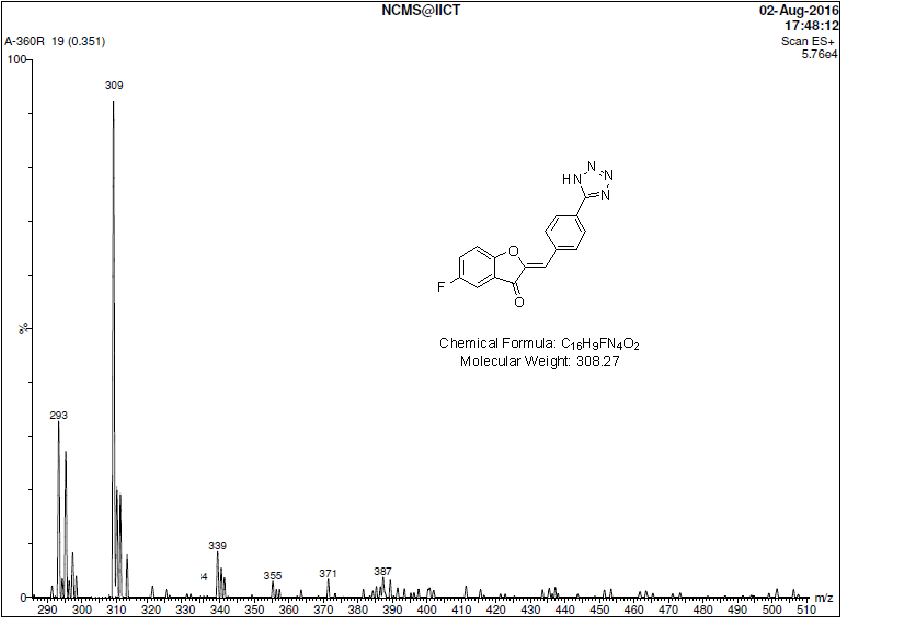 NCMS@IICT
02-Aug-2016
17:48:12
A-360R 19 (0.351)
Scan ES+
5.76e4
100
309
N
HN N
N
O
F
O
%
Chemical Formula: C16H9FN4O2
Molecular Weight: 308.27
293
339
355
371
387
0
290 300 310 320 330 340 350 360 370 380 390 400 410 420 430 440 450 460 470 480 490 500 510 m/z